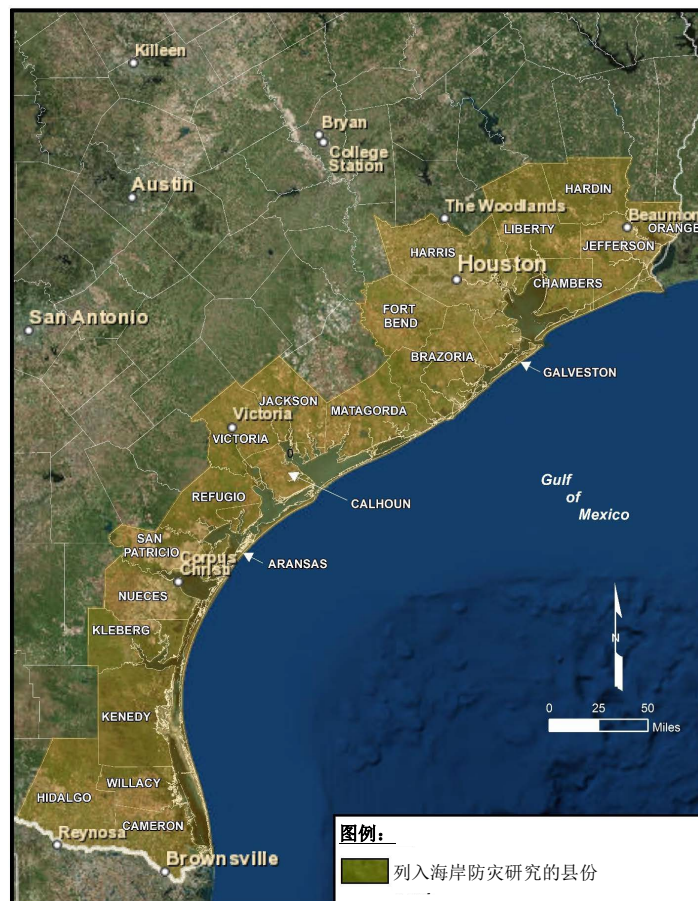 Killeen
Bryan
College
Station
Austin
HARDIN
The Woodlands
Beaumon
LIBERTY
ORANGE
JEFFERSON
HARRIS
Houston
CHAMBERS
San Antonio
FORT
BEND
BRAZORIA
GALVESTON
JACKSON
MATAGORDA
Victoria
VICTORIA
Gulf
of
Mexico
REFUGIO
CALHOUN
SAN
PATRICIO
Corpus
Christi
ARANSAS
NUECES
KLEBERG
N
KENEDY
0 25 50
Miles
WILLACY
HIDALGO
CAMERON
Reynosa
Brownsville
图例：
列入海岸防灾研究的县份